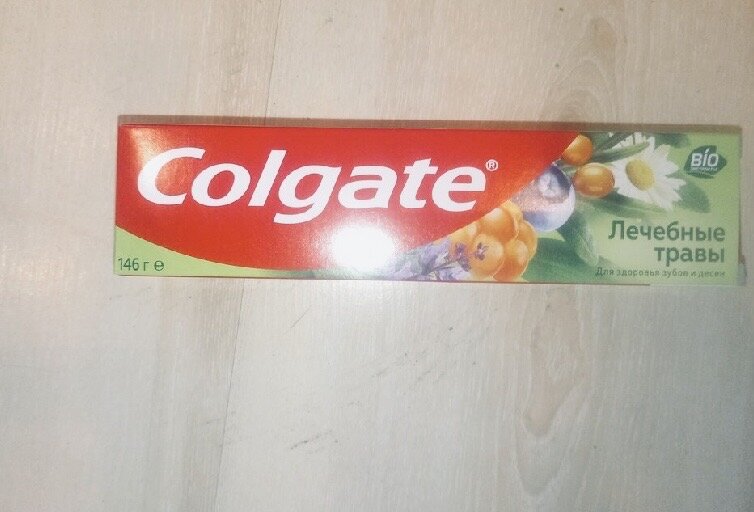 Colgate®
BIO
Лечебные
травы
Для здоровья зубов и десен
146 г ℮